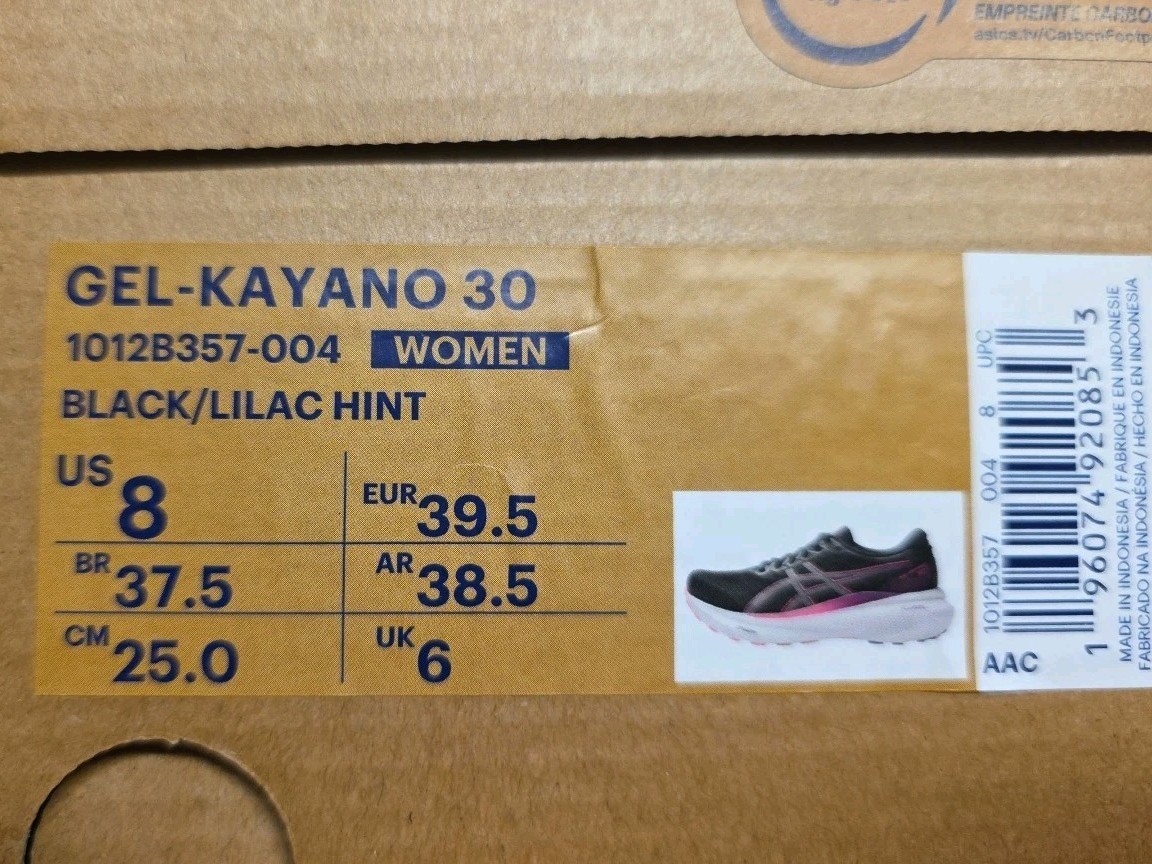 EMPREINTE CARBO
asics.tv/CarbonFootp
GEL-KAYANO 30
1012B357-004 WOMEN
BLACK/LILAC HINT
US 8
EUR 39.5
BR 37.5
AR 38.5
CM 25.0
UK 6
1012B357 004 8 UPC
1 96074 92085 3
AAC
MADE IN INDONESIA / FABRIQUE EN INDONESIE
FABRICADO NA INDONÉSIA / HECHO EN INDONESIA